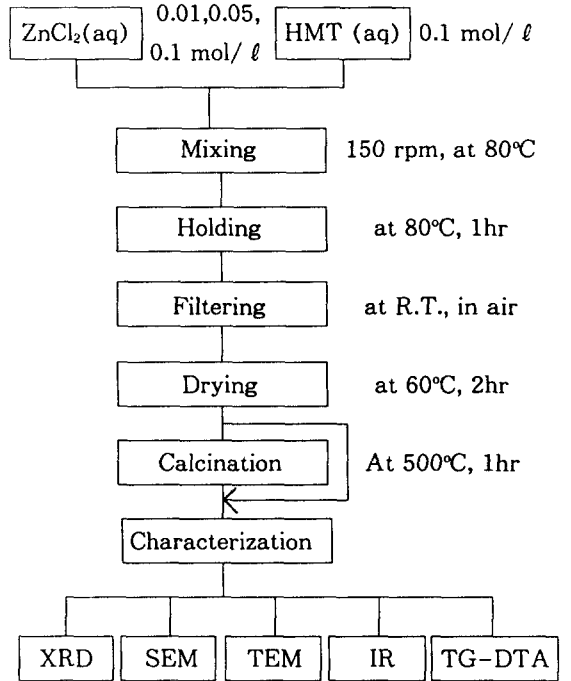 ZnCl₂(aq)
0.01,0.05,
0.1 mol/ ℓ
HMT (aq)
0.1 mol/ ℓ
Mixing
150 rpm, at 80℃
Holding
at 80℃, 1hr
Filtering
at R.T., in air
Drying
at 60℃, 2hr
Calcination
At 500℃, 1hr
Characterization
XRD
SEM
TEM
IR
TG-DTA